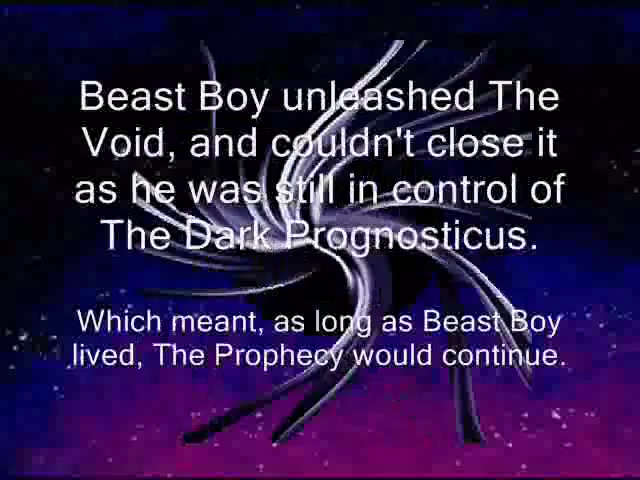 Beast Boy unleashed The
Void, and couldn't close it
as he was still in control of
The Dark Prognosticus.
Which meant, as long as Beast Boy
lived, The Prophecy would continue.